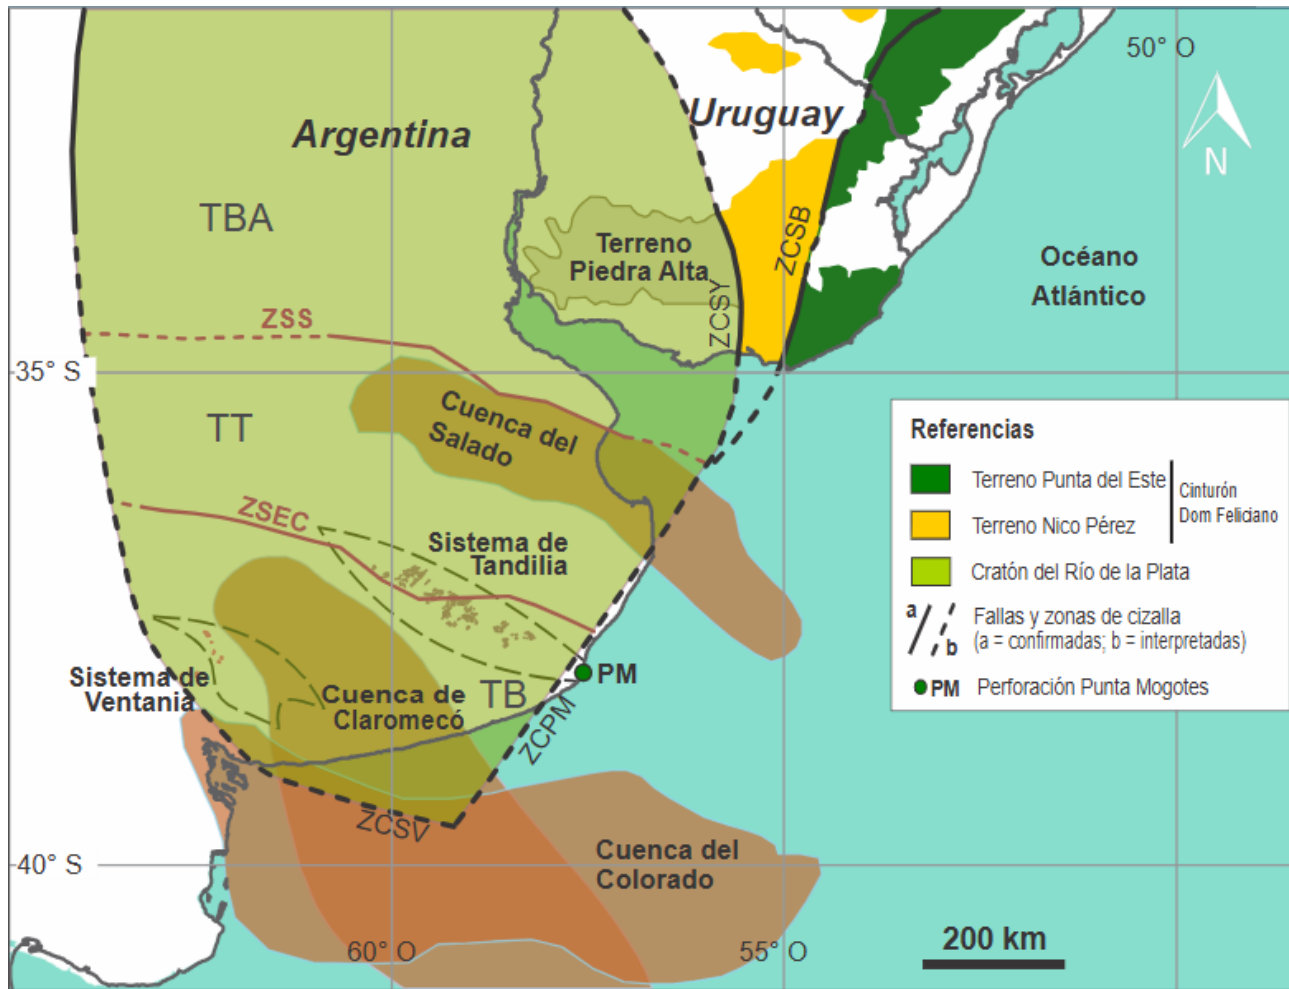 50° O
Uruguay
Argentina
N
TBA
Terreno
Piedra Alta
ZCSB
Océano
Atlántico
ZCSY
ZSS
35° S
TT
Cuenca del
Salado
Referencias
Terreno Punta del Este
Terreno Nico Pérez
Cinturón
Dom Feliciano
Cratón del Río de la Plata
a
b
Fallas y zonas de cizalla
(a = confirmadas; b = interpretadas)
PM Perforación Punta Mogotes
ZSEC
Sistema de
Tandilia
Sistema de
Ventania
Cuenca de
Claromecó
TB
PM
ZCPM
ZCSV
40° S
Cuenca del
Colorado
60° O
55° O
200 km